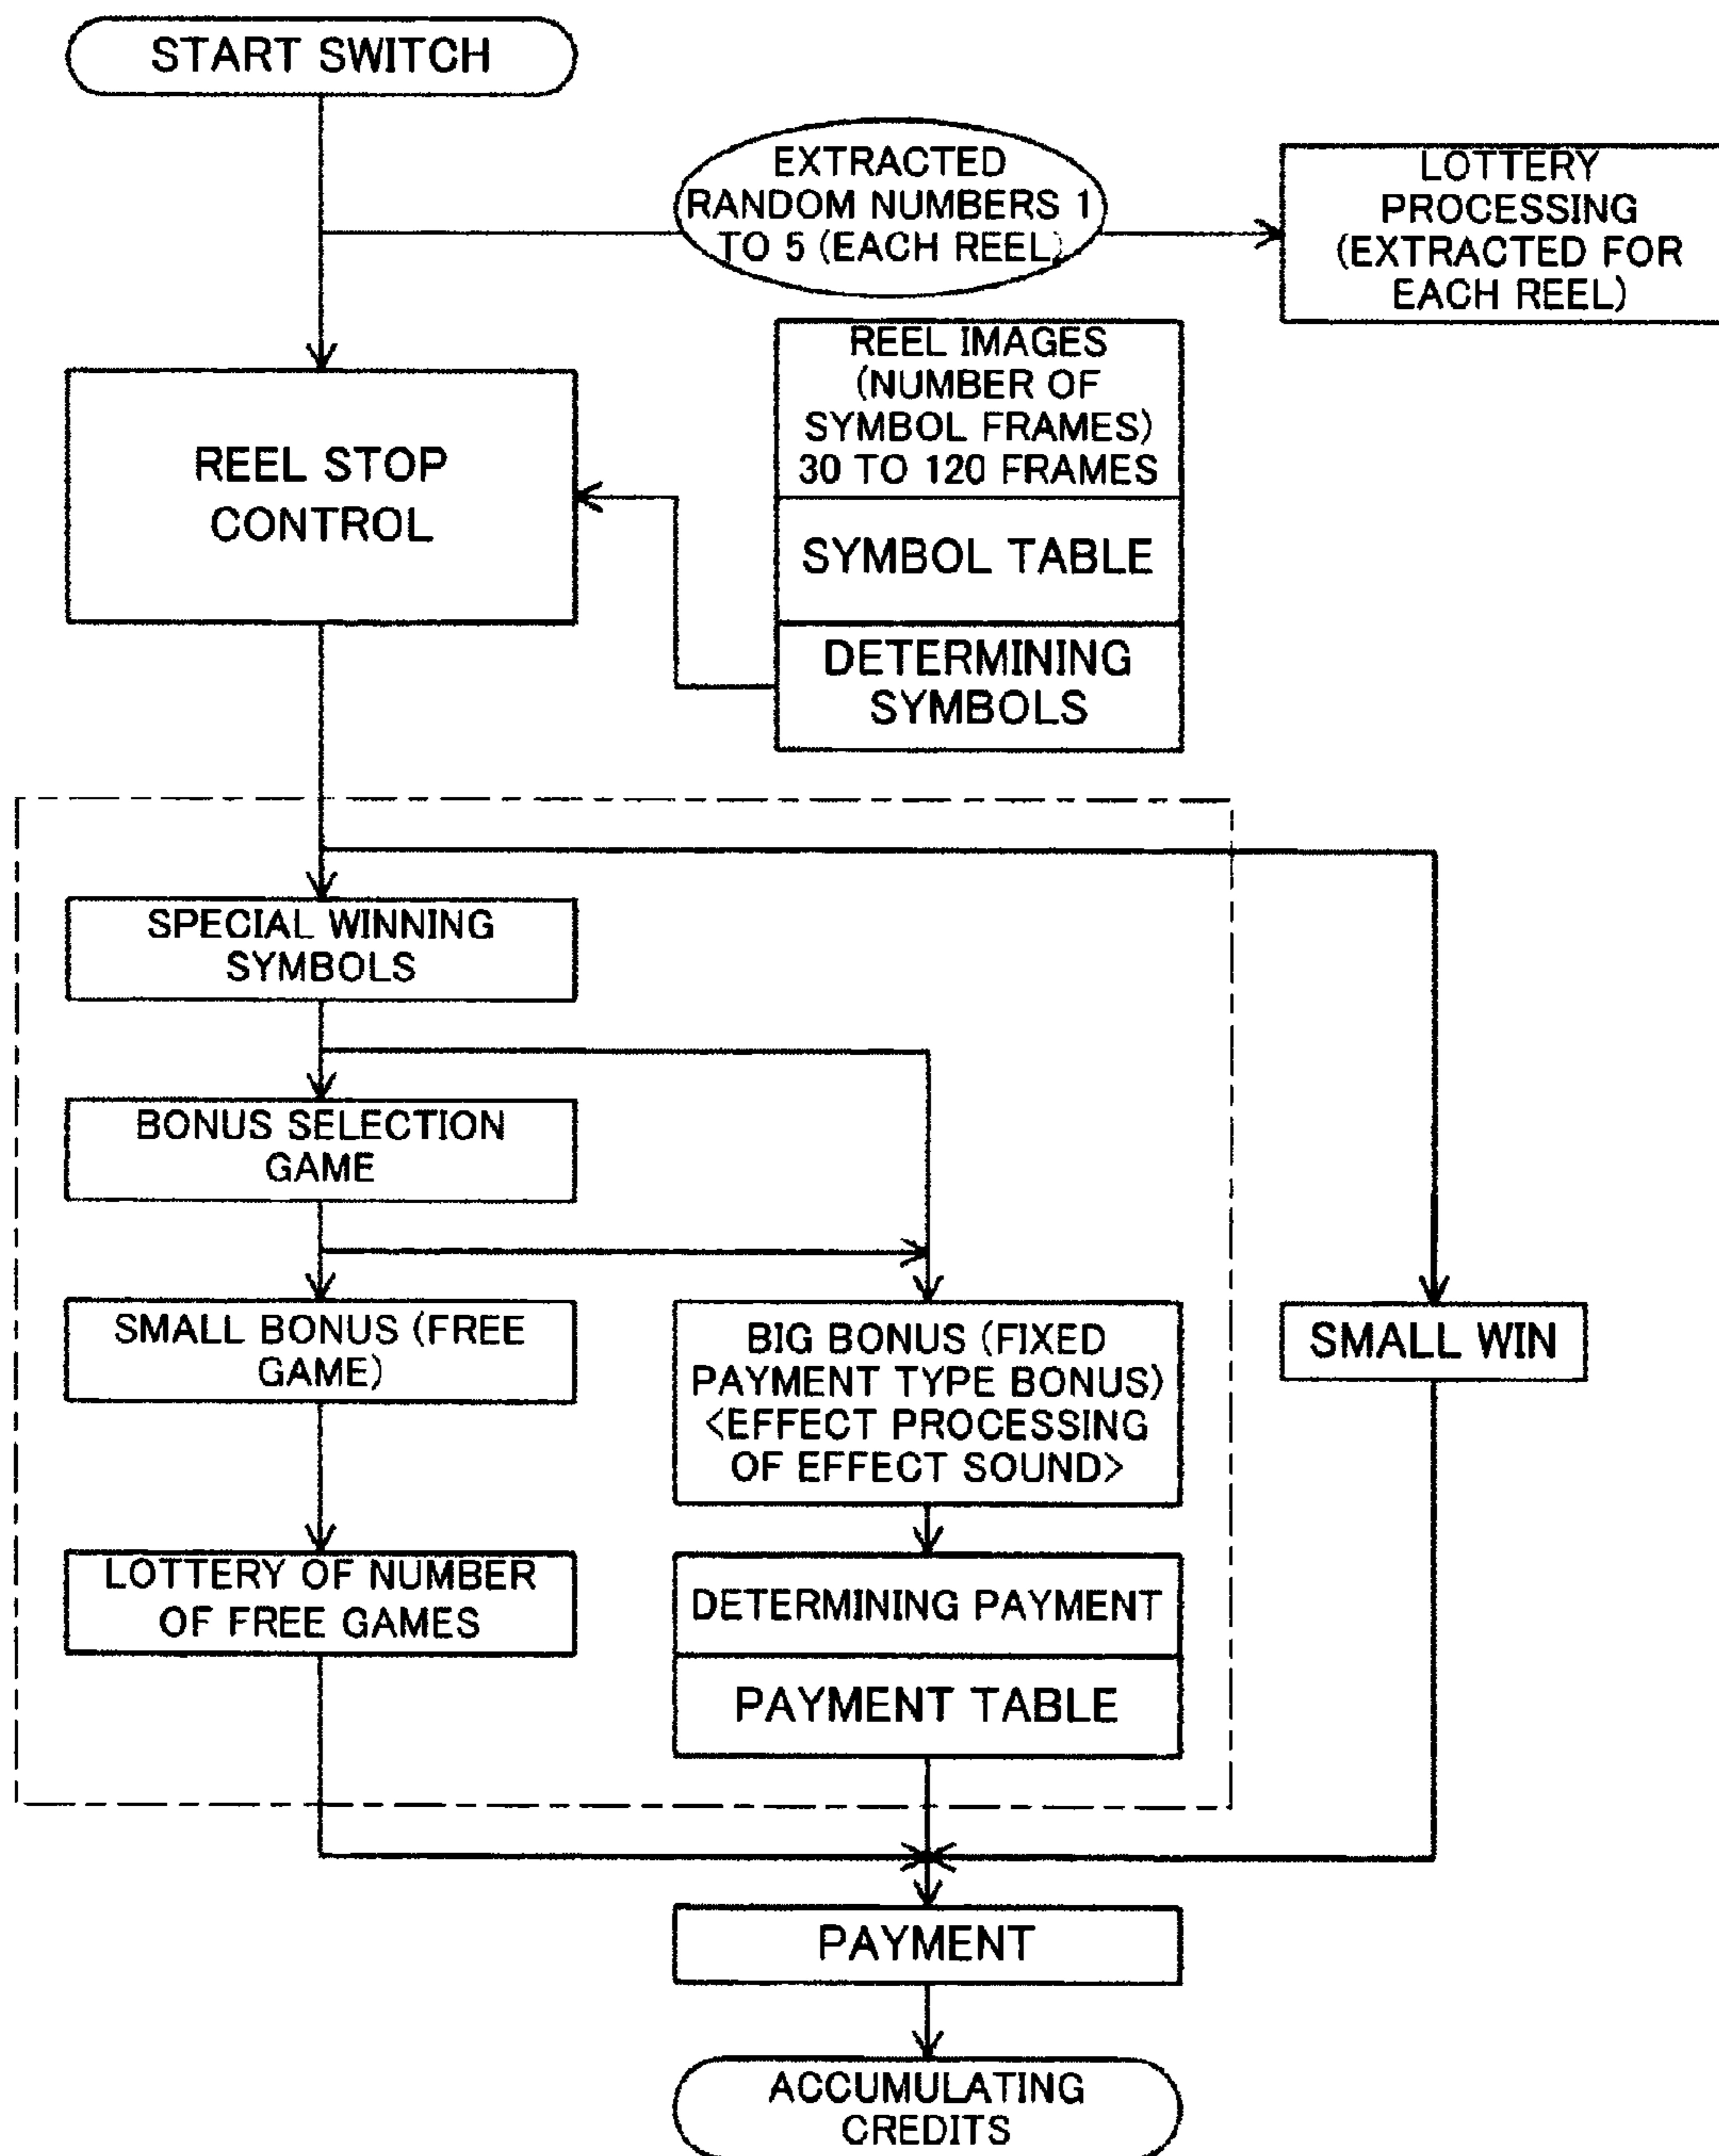 START SWITCH
EXTRACTED
RANDOM NUMBERS 1
TO 5 (EACH REEL)
LOTTERY
PROCESSING
(EXTRACTED FOR
EACH REEL)
REEL STOP
CONTROL
REEL IMAGES
(NUMBER OF
SYMBOL FRAMES)
30 TO 120 FRAMES
SYMBOL TABLE
DETERMINING
SYMBOLS
SPECIAL WINNING
SYMBOLS
BONUS SELECTION
GAME
SMALL BONUS (FREE
GAME)
BIG BONUS (FIXED
PAYMENT TYPE BONUS)
<EFFECT PROCESSING
OF EFFECT SOUND>
SMALL WIN
LOTTERY OF NUMBER
OF FREE GAMES
DETERMINING PAYMENT
PAYMENT TABLE
PAYMENT
ACCUMULATING
CREDITS